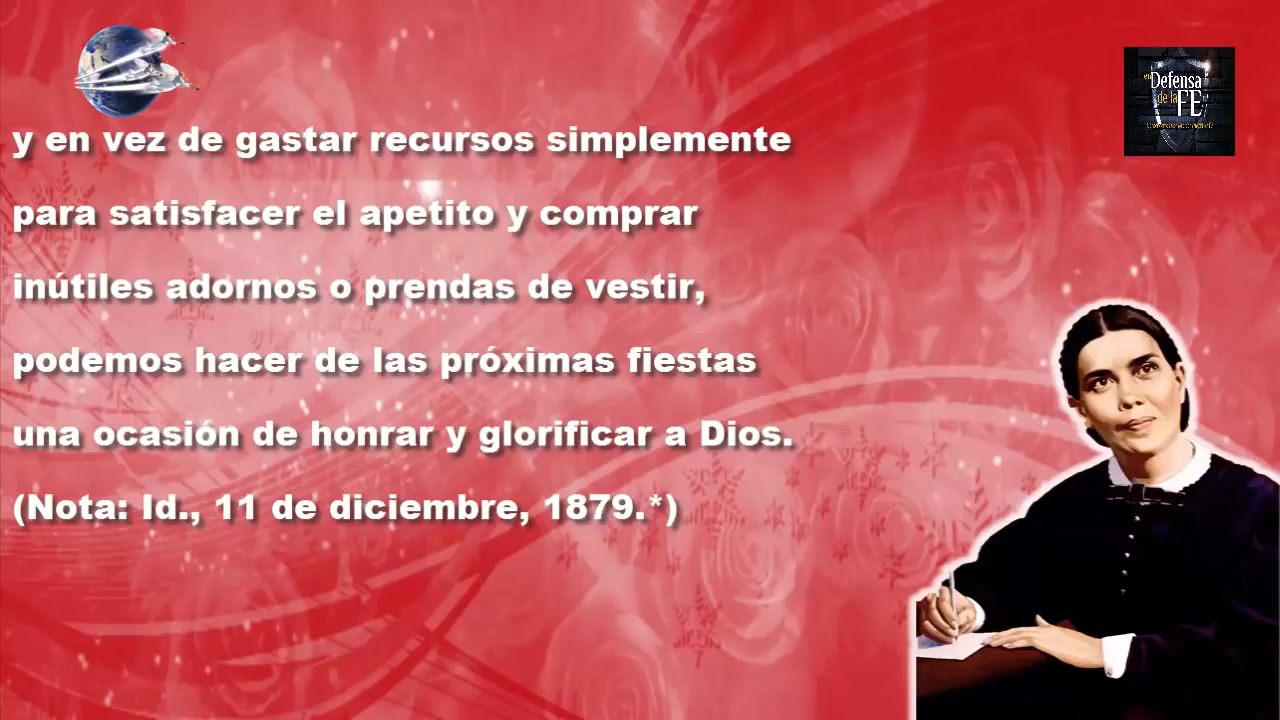 en
Defensa
de la FE
y en vez de gastar recursos simplemente
para satisfacer el apetito y comprar
inútiles adornos o prendas de vestir,
podemos hacer de las próximas fiestas
una ocasión de honrar y glorificar a Dios.
(Nota: Id., 11 de diciembre, 1879.*)